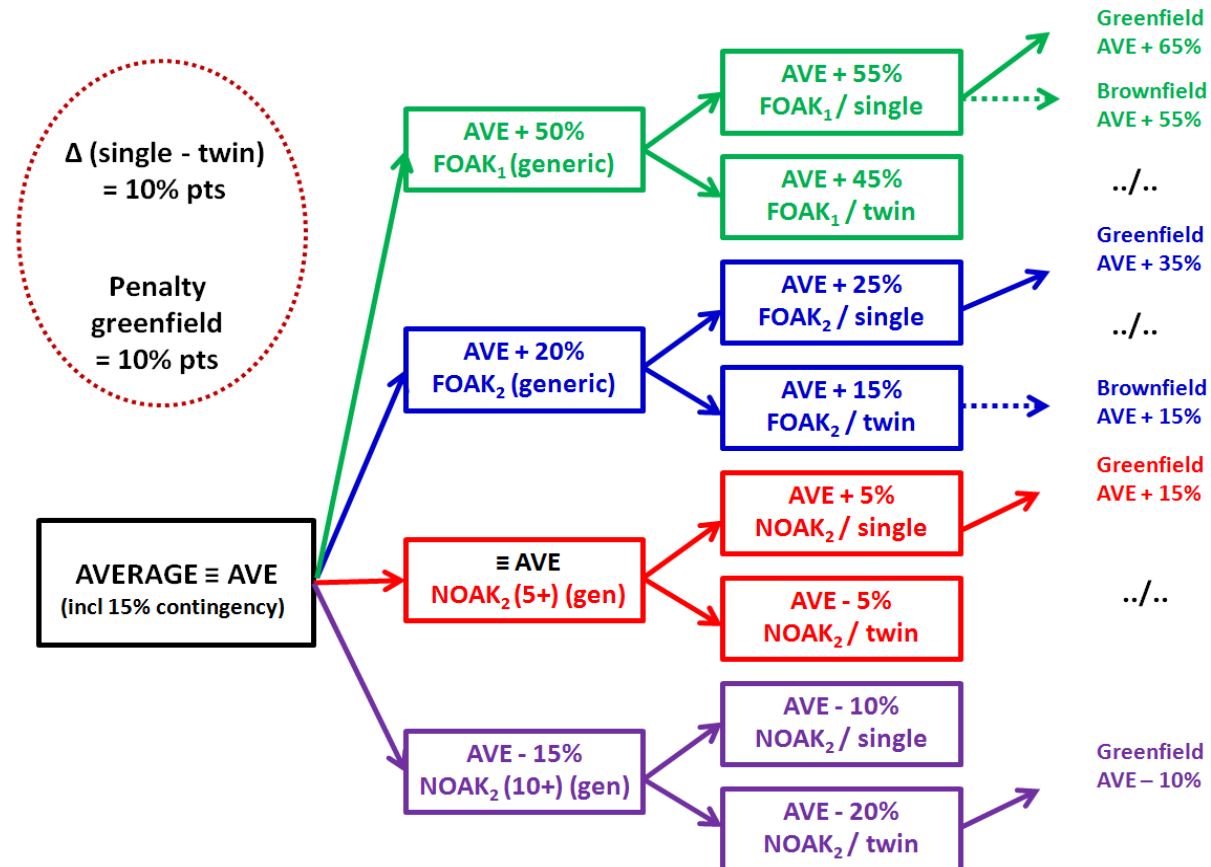 Δ (single - twin)
= 10% pts
Penalty
greenfield
= 10% pts
AVERAGE ≡ AVE
(incl 15% contingency)
AVE + 50%
FOAK₁ (generic)
AVE + 20%
FOAK₂ (generic)
≡ AVE
NOAK₂ (5+) (gen)
AVE - 15%
NOAK₂ (10+) (gen)
AVE + 55%
FOAK₁ / single
AVE + 45%
FOAK₁ / twin
AVE + 25%
FOAK₂ / single
AVE + 15%
FOAK₂ / twin
AVE + 5%
NOAK₂ / single
AVE - 5%
NOAK₂ / twin
AVE - 10%
NOAK₂ / single
AVE - 20%
NOAK₂ / twin
Greenfield
AVE + 65%
Brownfield
AVE + 55%
../..
Greenfield
AVE + 35%
../..
Brownfield
AVE + 15%
Greenfield
AVE + 15%
../..
Greenfield
AVE – 10%